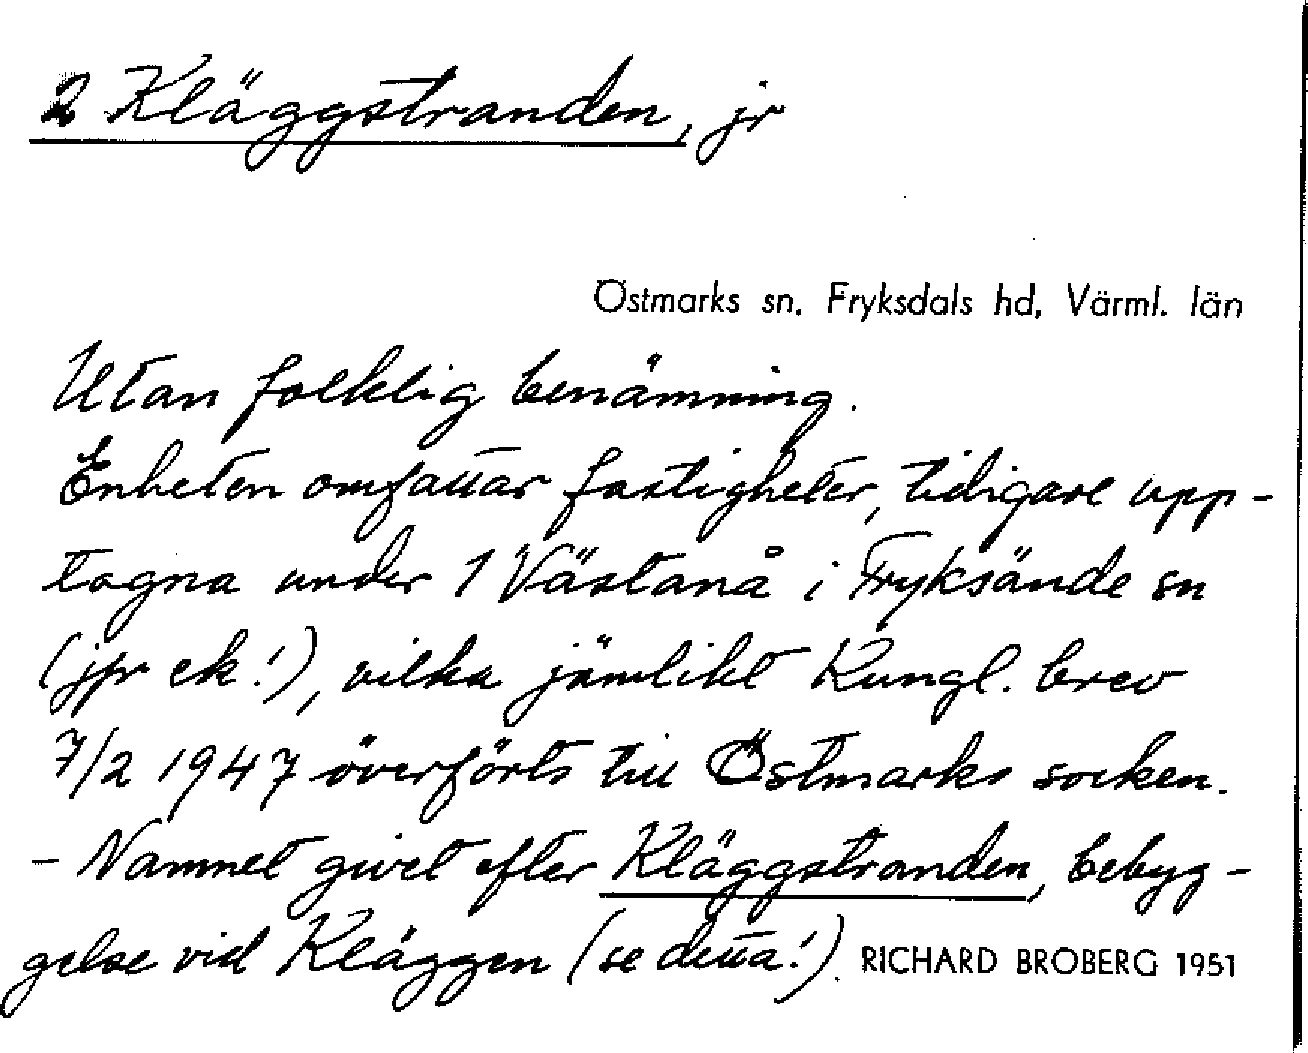 2 Kläggstranden, jr
Östmarks sn. Fryksdals hd, Värml. län
Utan folklig benämning.
Enheten omfattar fastigheter, tidigare upp-
tagna under 1 Västanå i Fryksände sn
(jfr ek!), vilka jämlikt Kungl. brev
7/2 1947 överförts till Östmarks socken.
- Namnet givet efter Kläggstranden, bebyg-
gelse vid Kläggen (se detta!). RICHARD BROBERG 1951